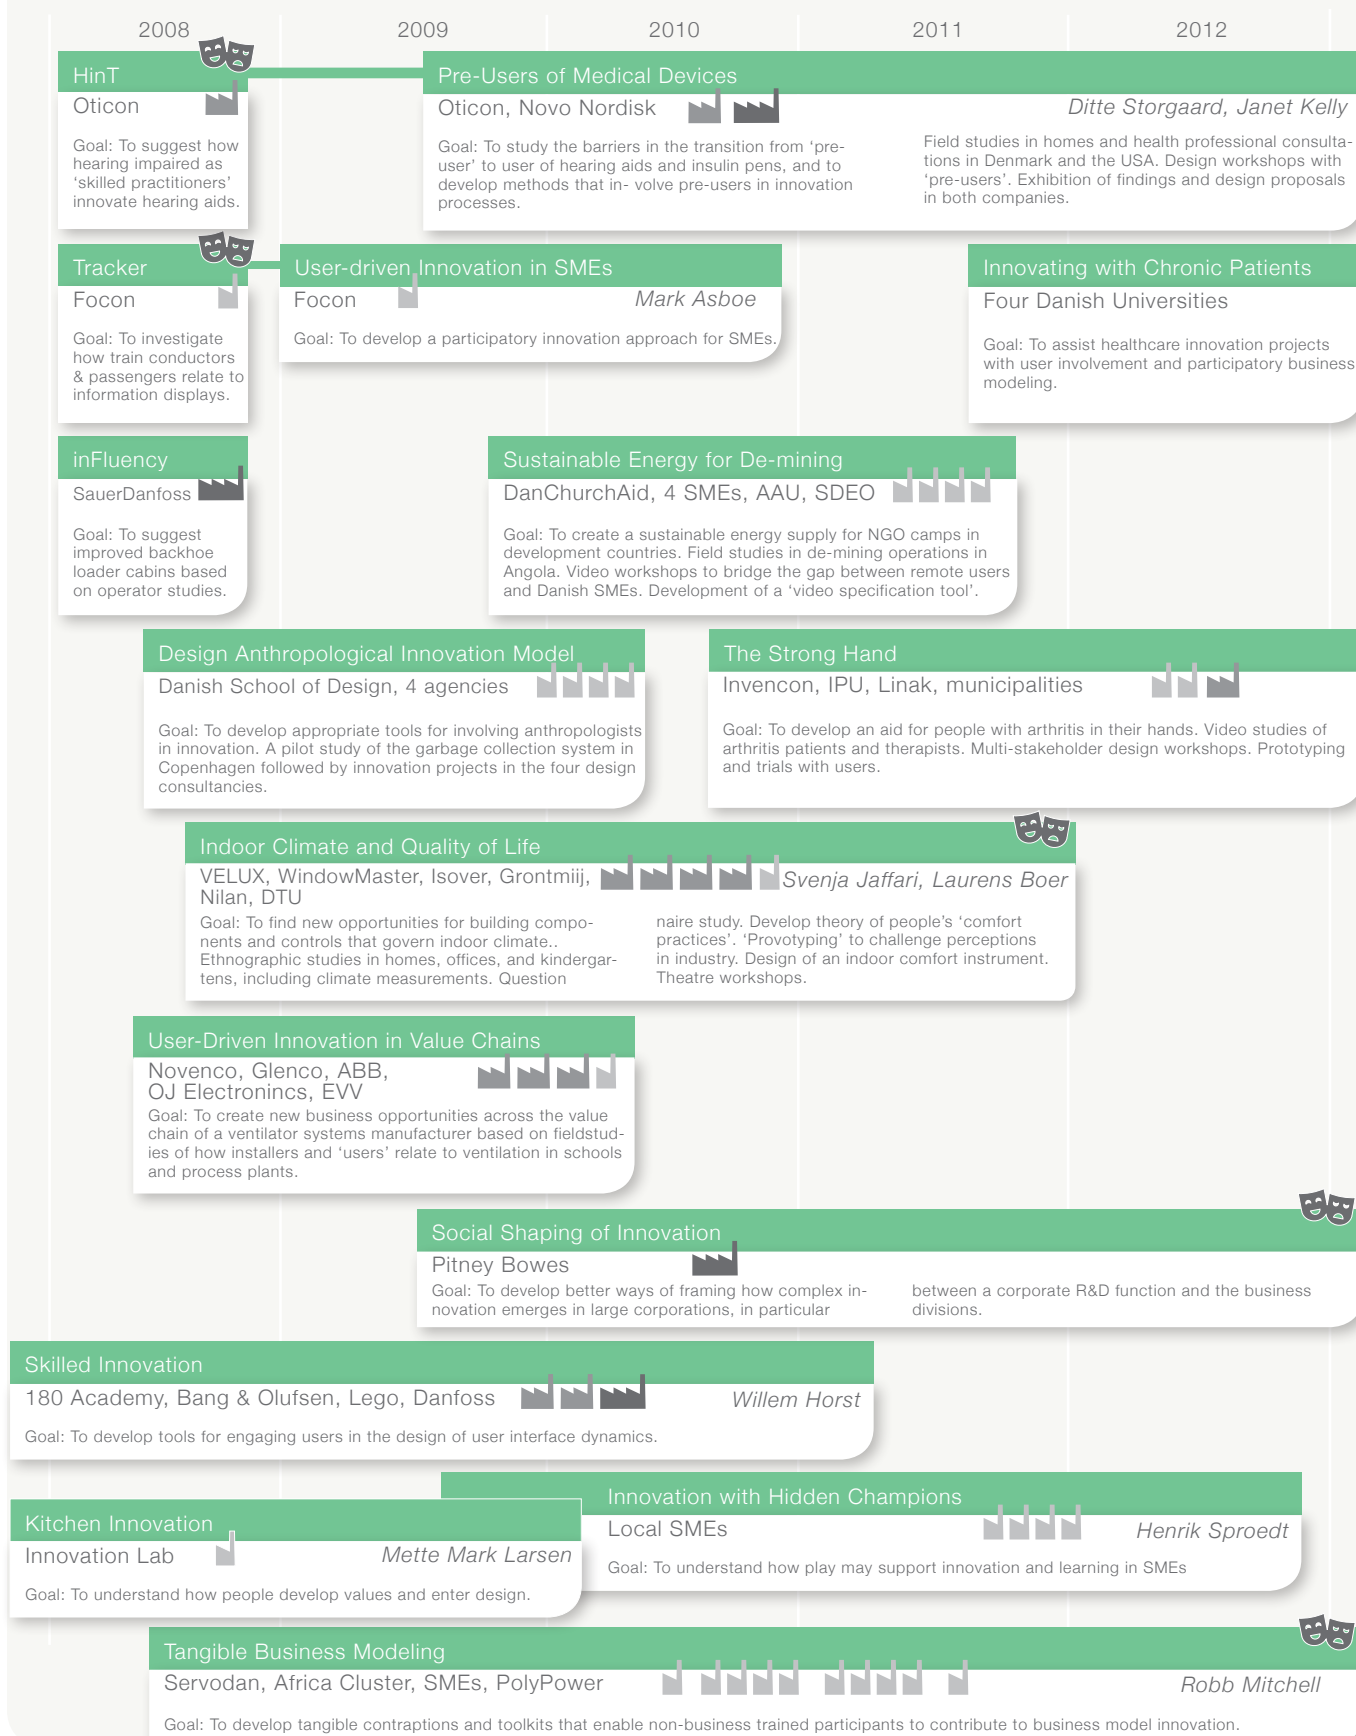 2008 2009 2010 2011 2012
HinT
Oticon
Goal: To suggest how
hearing impaired as
‘skilled practitioners’
innovate hearing aids.
Pre-Users of Medical Devices
Oticon, Novo Nordisk
Ditte Storgaard, Janet Kelly
Goal: To study the barriers in the transition from ‘pre-
user’ to user of hearing aids and insulin pens, and to
develop methods that in- volve pre-users in innovation
processes.
Field studies in homes and health professional consulta-
tions in Denmark and the USA. Design workshops with
‘pre-users’. Exhibition of findings and design proposals
in both companies.
Tracker
Focon
Goal: To investigate
how train conductors
& passengers relate to
information displays.
User-driven Innovation in SMEs
Focon
Mark Asboe
Goal: To develop a participatory innovation approach for SMEs.
Innovating with Chronic Patients
Four Danish Universities
Goal: To assist healthcare innovation projects
with user involvement and participatory business
modeling.
inFluency
SauerDanfoss
Goal: To suggest
improved backhoe
loader cabins based
on operator studies.
Sustainable Energy for De-mining
DanChurchAid, 4 SMEs, AAU, SDEO
Goal: To create a sustainable energy supply for NGO camps in
development countries. Field studies in de-mining operations in
Angola. Video workshops to bridge the gap between remote users
and Danish SMEs. Development of a ‘video specification tool’.
Design Anthropological Innovation Model
Danish School of Design, 4 agencies
Goal: To develop appropriate tools for involving anthropologists
in innovation. A pilot study of the garbage collection system in
Copenhagen followed by innovation projects in the four design
consultancies.
The Strong Hand
Invencon, IPU, Linak, municipalities
Goal: To develop an aid for people with arthritis in their hands. Video studies of
arthritis patients and therapists. Multi-stakeholder design workshops. Prototyping
and trials with users.
Indoor Climate and Quality of Life
VELUX, WindowMaster, Isover, Grontmiij,
Nilan, DTU
Svenja Jaffari, Laurens Boer
Goal: To find new opportunities for building compo-
nents and controls that govern indoor climate..
Ethnographic studies in homes, offices, and kindergar-
tens, including climate measurements. Question
naire study. Develop theory of people’s ‘comfort
practices’. ‘Provotyping’ to challenge perceptions
in industry. Design of an indoor comfort instrument.
Theatre workshops.
User-Driven Innovation in Value Chains
Novenco, Glenco, ABB,
OJ Electronincs, EVV
Goal: To create new business opportunities across the value
chain of a ventilator systems manufacturer based on fieldstud-
ies of how installers and ‘users’ relate to ventilation in schools
and process plants.
Social Shaping of Innovation
Pitney Bowes
Goal: To develop better ways of framing how complex in-
novation emerges in large corporations, in particular
between a corporate R&D function and the business
divisions.
Skilled Innovation
180 Academy, Bang & Olufsen, Lego, Danfoss
Willem Horst
Goal: To develop tools for engaging users in the design of user interface dynamics.
Innovation with Hidden Champions
Local SMEs
Henrik Sproedt
Goal: To understand how play may support innovation and learning in SMEs
Kitchen Innovation
Innovation Lab
Mette Mark Larsen
Goal: To understand how people develop values and enter design.
Tangible Business Modeling
Servodan, Africa Cluster, SMEs, PolyPower
Robb Mitchell
Goal: To develop tangible contraptions and toolkits that enable non-business trained participants to contribute to business model innovation.